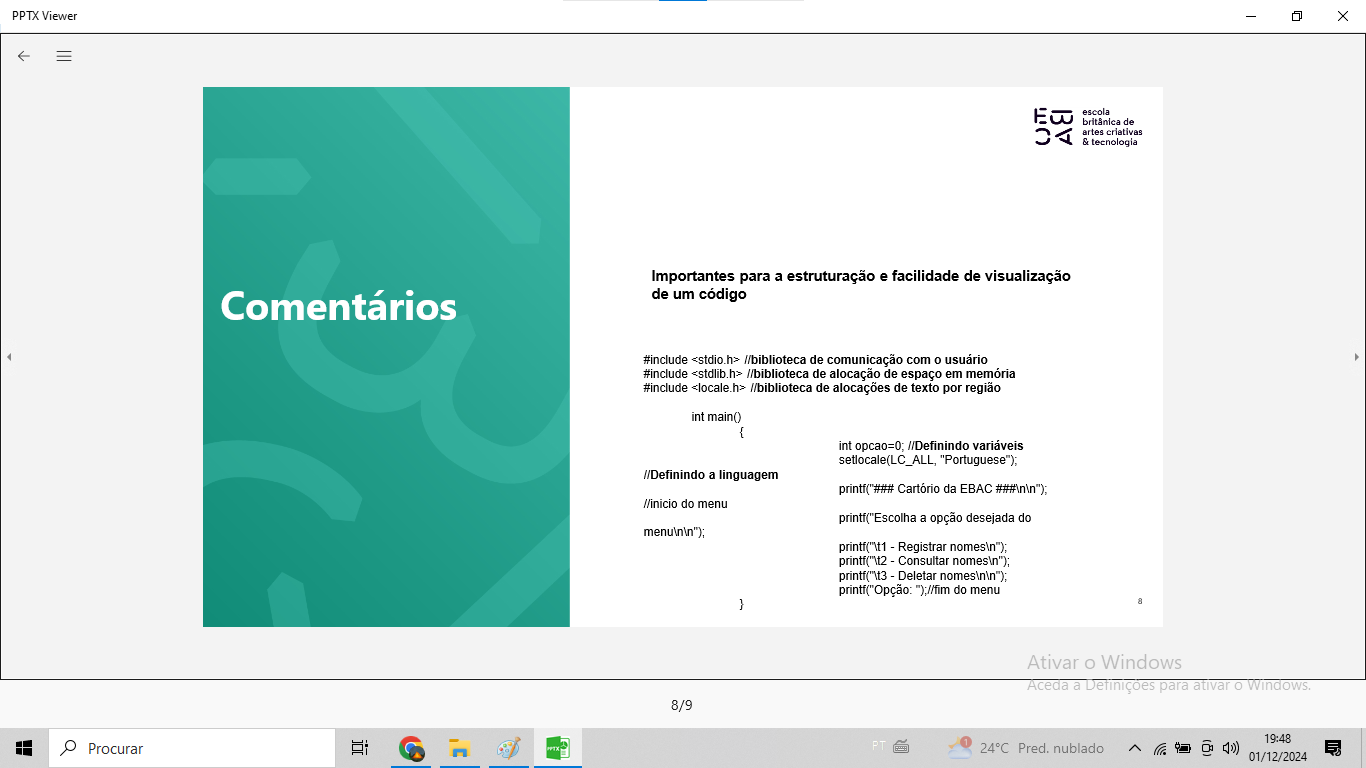 PPTX Viewer
escola
britânica de
artes criativas
& tecnologia
Comentários
Importantes para a estruturação e facilidade de visualização
de um código
#include <stdio.h> //biblioteca de comunicação com o usuário
#include <stdlib.h> //biblioteca de alocação de espaço em memória
#include <locale.h> //biblioteca de alocações de texto por região
int main()
{
int opcao=0; //Definindo variáveis
setlocale(LC_ALL, "Portuguese");
//Definindo a linguagem
printf("### Cartório da EBAC ###\n\n");
//inicio do menu
printf("Escolha a opção desejada do
menu\n\n");
printf("\t1 - Registrar nomes\n");
printf("\t2 - Consultar nomes\n");
printf("\t3 - Deletar nomes\n\n");
printf("Opção: ");//fim do menu
}
8
Ativar o Windows
Aceda a Definições para ativar o Windows.
8/9
Procurar
PT
1
24°C Pred. nublado
19:48
01/12/2024